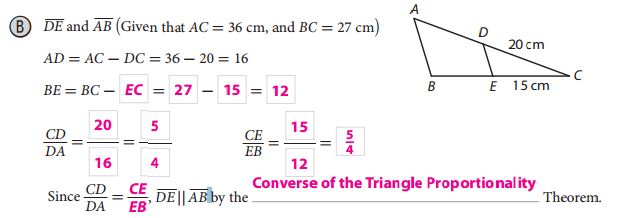 B DE and AB (Given that AC = 36 cm, and BC = 27 cm)
AD = AC − DC = 36 − 20 = 16
BE = BC − EC = 27 − 15 = 12
CD/DA = 20/16 = 5/4 CE/EB = 15/12 = 5/4
Since CD/DA = CE/EB, DE || AB by the Converse of the Triangle Proportionality Theorem.
A
D
20 cm
C
B E 15 cm